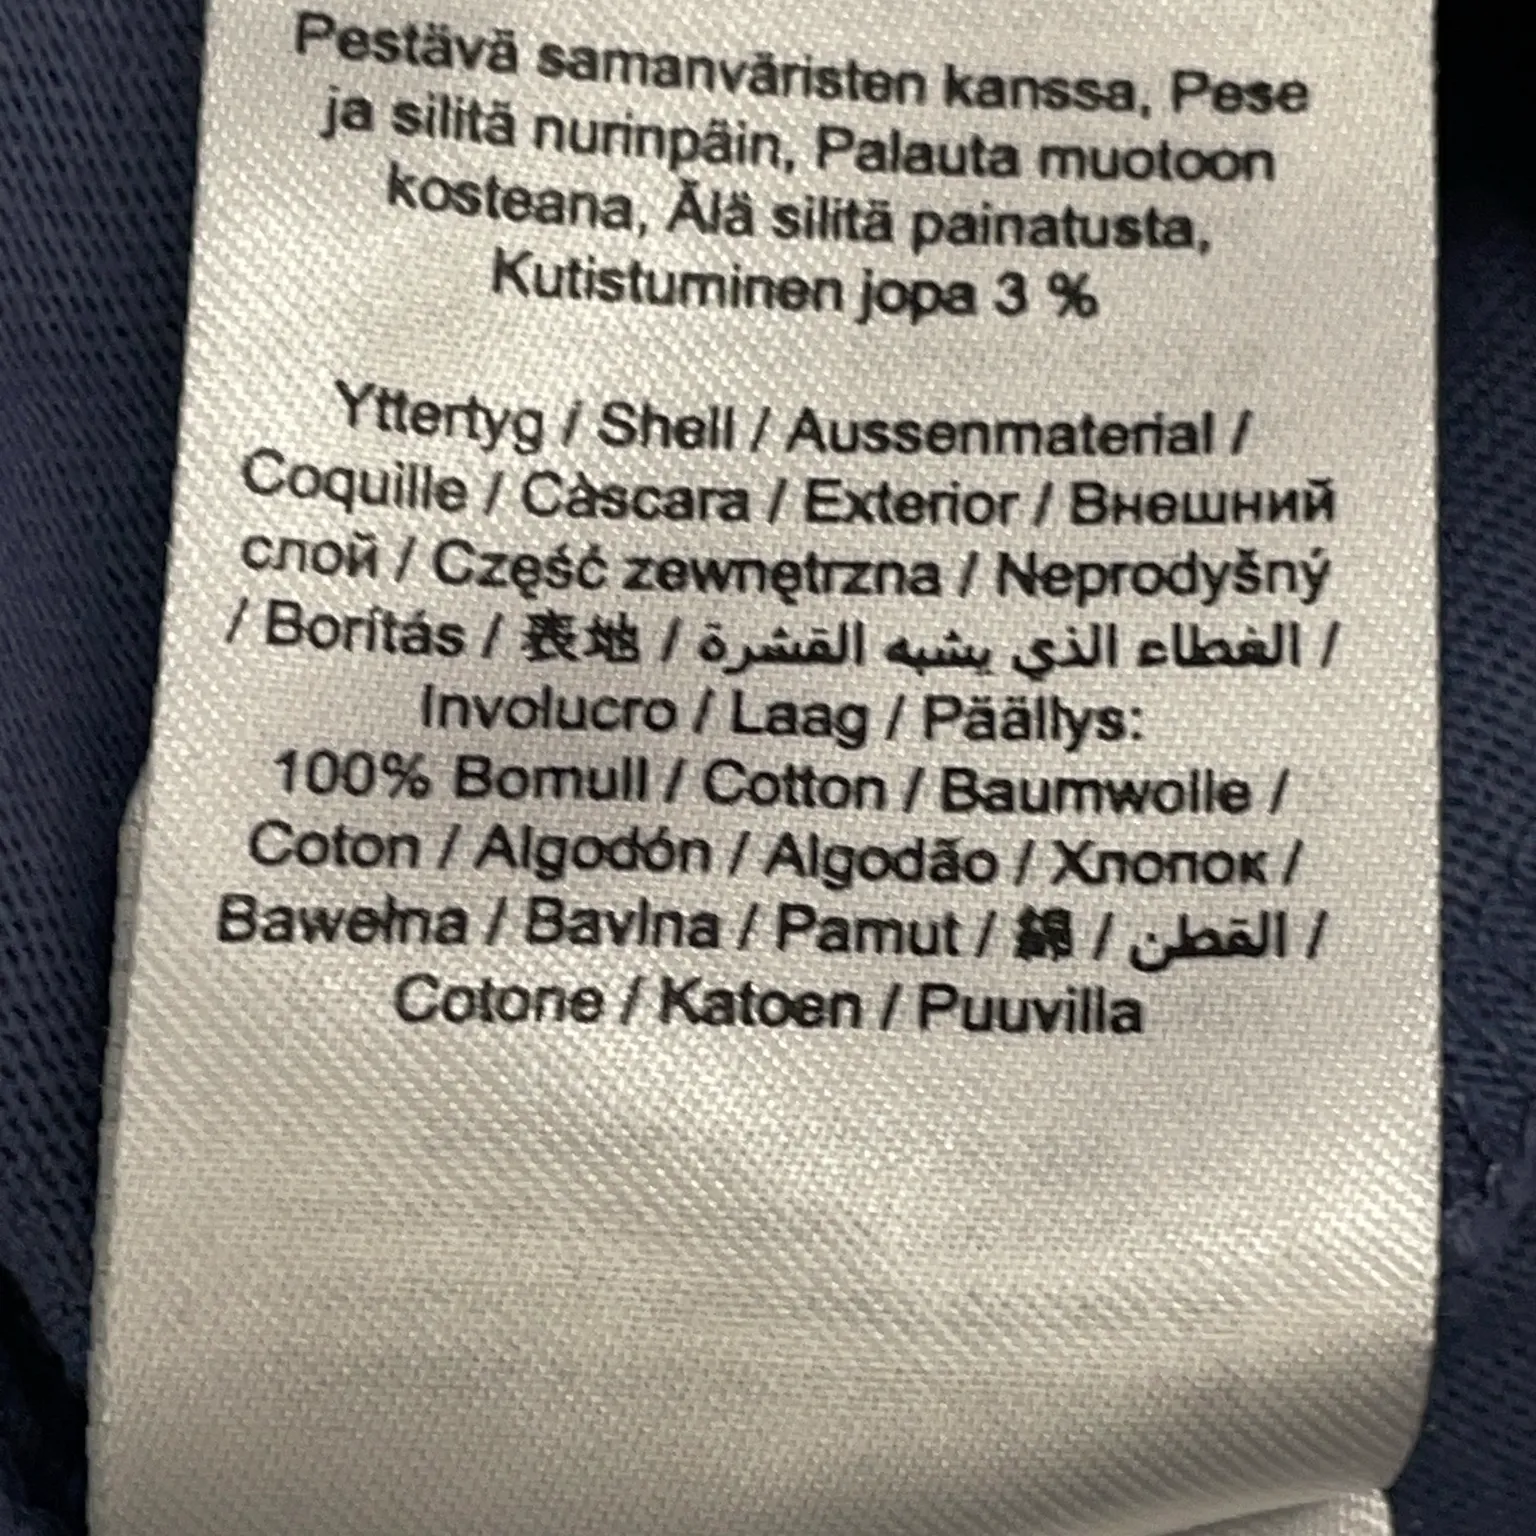 Pestävä samanväristen kanssa, Pese
ja silitä nurinpäin, Palauta muotoon
kosteana, Älä silitä painatusta,
Kutistuminen jopa 3 %
Yttertyg / Shell / Aussenmaterial /
Coquille / Càscara / Exterior / Внешний
слой / Część zewnętrzna / Neprodyšný
/ Borítás / 表地 / الغطاء الذي يشبه القشرة /
Involucro / Laag / Päällys:
100% Bomull / Cotton / Baumwolle /
Coton / Algodón / Algodão / Хлопок /
Bawełna / Bavlna / Pamut / 綿 / القطن /
Cotone / Katoen / Puuvilla